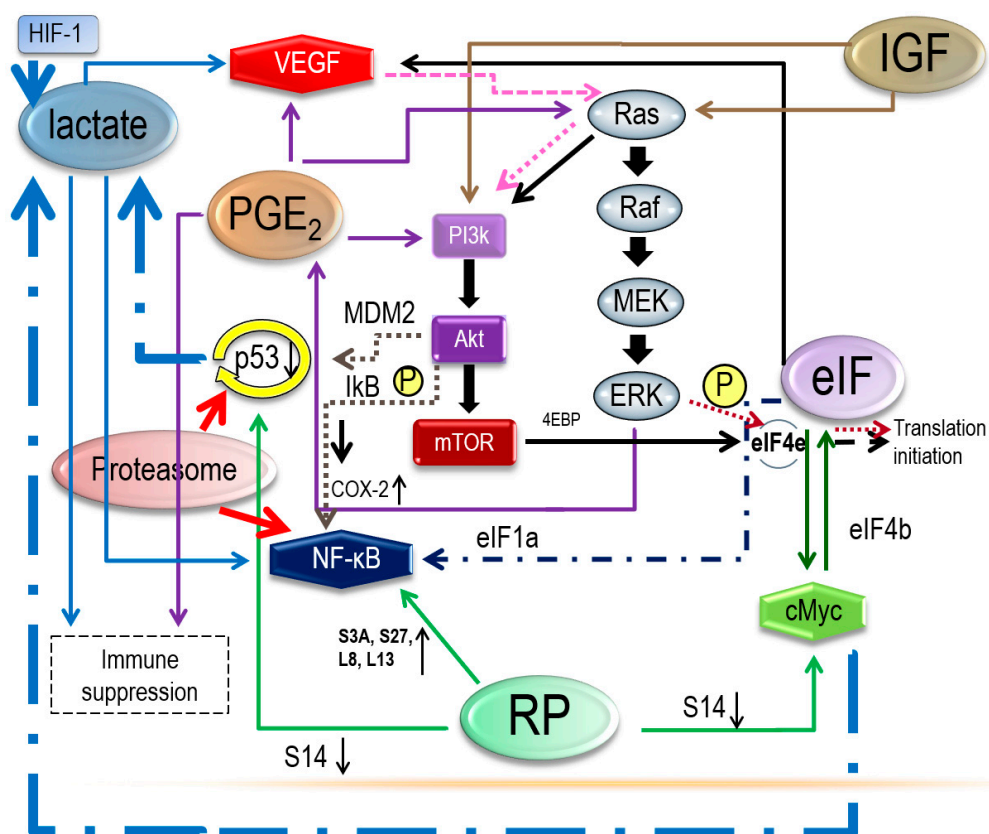 HIF-1
VEGF
IGF
lactate
Ras
PGE2
Raf
PI3k
MEK
MDM2
p53
Akt
IkB
P
P
ERK
eIF
4EBP
mTOR
eIF4e
Translation
initiation
Proteasome
COX-2
NF-κB
eIF1a
eIF4b
cMyc
S3A, S27,
L8, L13
Immune
suppression
RP
S14
S14